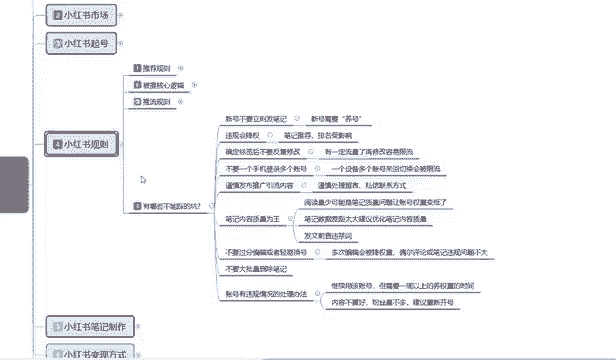 2 小红书市场
3 小红书起号
4 小红书规则
1 推荐规则
2 被推核心逻辑
3 推流规则
4 有哪些不能踩的坑?
新号不要立刻发笔记
新号需要“养号”
违规会降权
笔记推荐、排名受影响
确定标签后不要反复修改
有一定流量了再修改容易限流
不要一个手机登录多个账号
一个设备多个账号来回切换会被限流
谨慎发布推广引流内容
谨慎处理留言、私信联系方式
笔记内容质量为王
阅读量少可能是笔记质量问题让账号权重变低了
笔记数据差距太大建议优化笔记内容质量
发文前查违禁词
不要过分编辑或者轻易换号
多次编辑会被降权重，偶尔评论或笔记违规问题不大
不要大批量删除笔记
账号有违规情况的处理办法
继续用该账号，但需要一周以上的养权重的时间
内容不算好，粉丝量不多，建议重新开号
5 小红书笔记制作
小红书变现方式